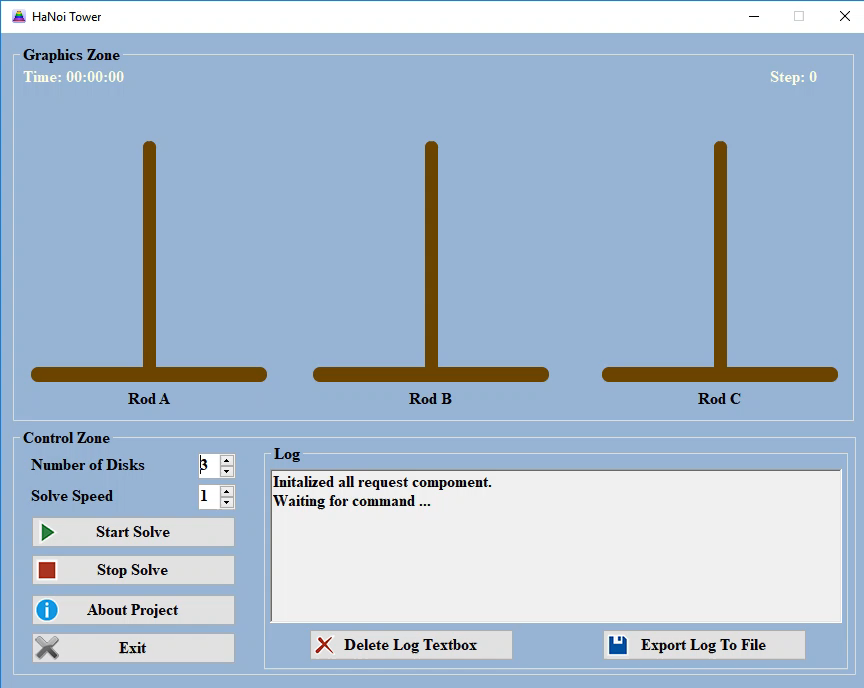 HaNoi Tower
Graphics Zone
Time: 00:00:00
Step: 0
Rod A
Rod B
Rod C
Control Zone
Number of Disks
3
Solve Speed
1
Start Solve
Stop Solve
About Project
Exit
Log
Initalized all request compoment.
Waiting for command ...
Delete Log Textbox
Export Log To File